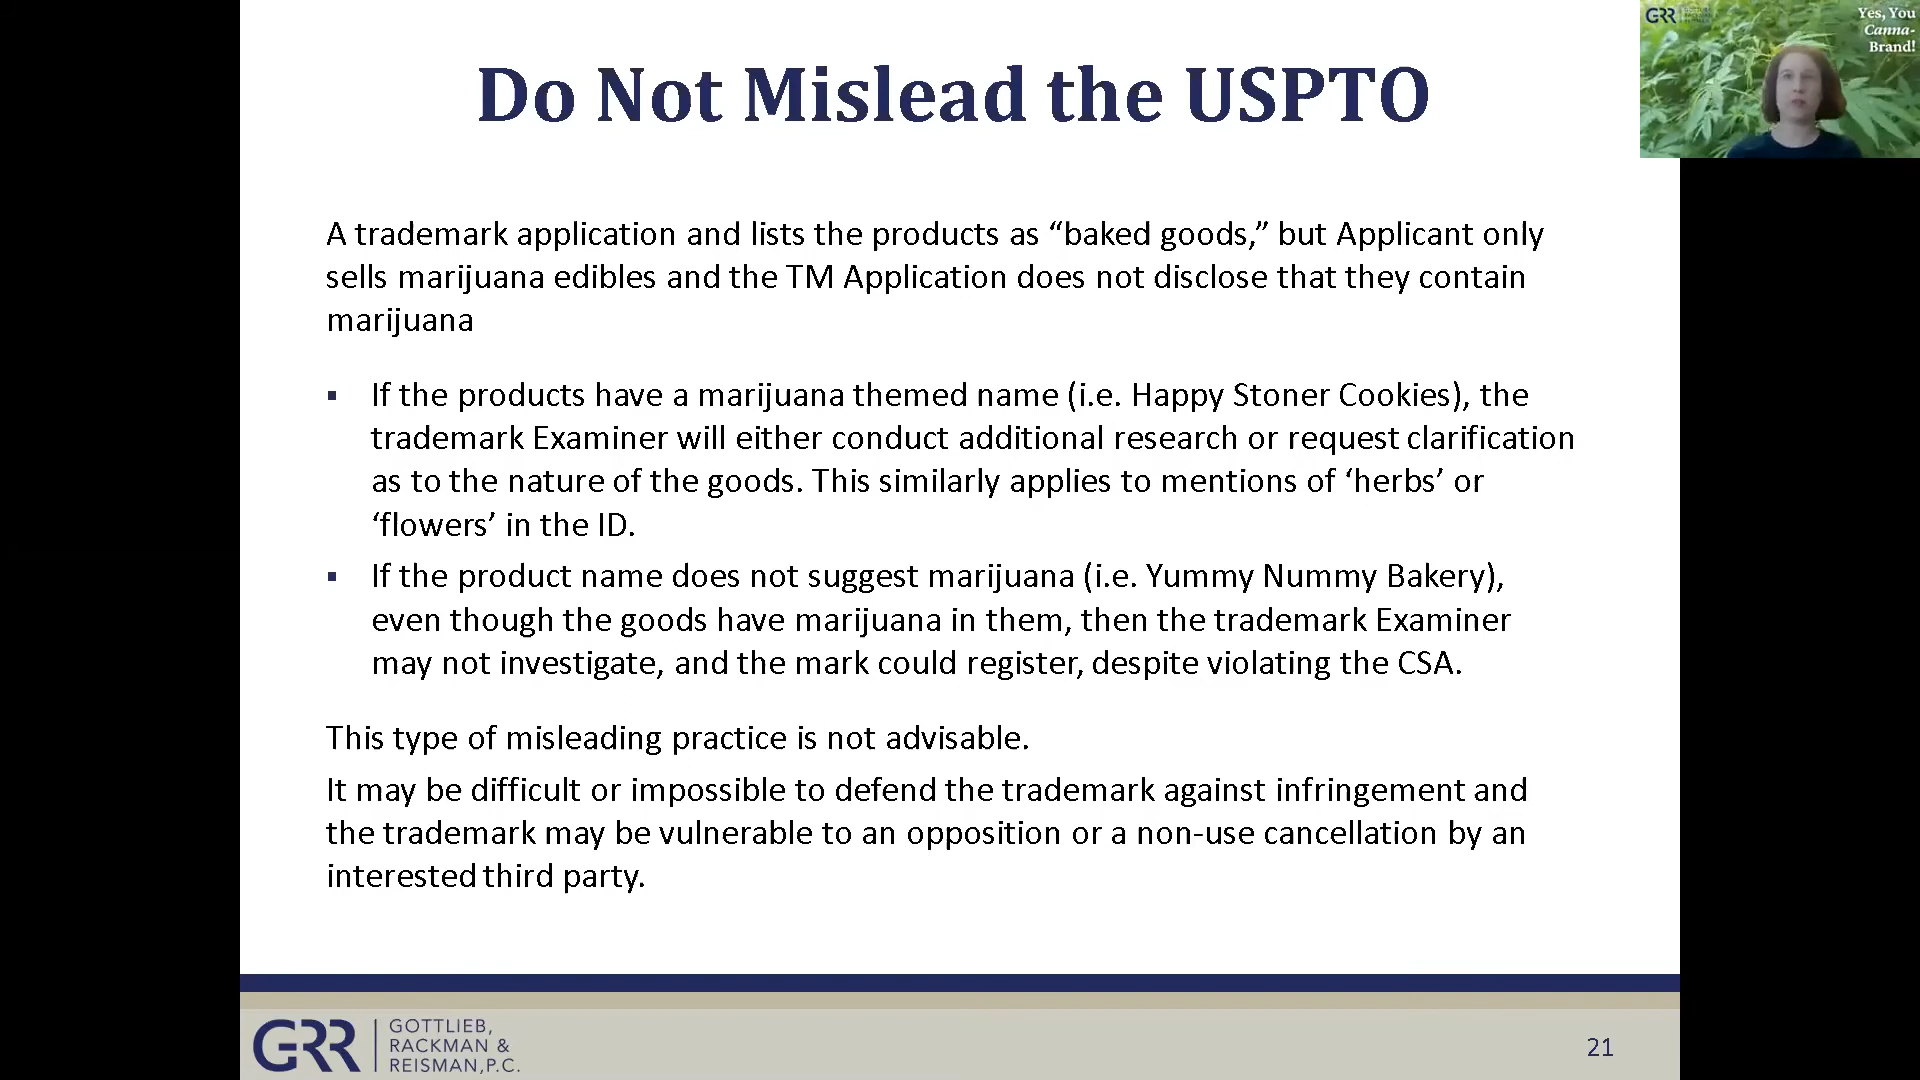 Do Not Mislead the USPTO
A trademark application and lists the products as “baked goods,” but Applicant only
sells marijuana edibles and the TM Application does not disclose that they contain
marijuana
▪ If the products have a marijuana themed name (i.e. Happy Stoner Cookies), the
trademark Examiner will either conduct additional research or request clarification
as to the nature of the goods. This similarly applies to mentions of ‘herbs’ or
‘flowers’ in the ID.
▪ If the product name does not suggest marijuana (i.e. Yummy Nummy Bakery),
even though the goods have marijuana in them, then the trademark Examiner
may not investigate, and the mark could register, despite violating the CSA.
This type of misleading practice is not advisable.
It may be difficult or impossible to defend the trademark against infringement and
the trademark may be vulnerable to an opposition or a non-use cancellation by an
interested third party.
GRR
GOTTLIEB,
RACKMAN &
REISMAN,P.C.
21
GRR
Yes, You
Canna-
Brand!